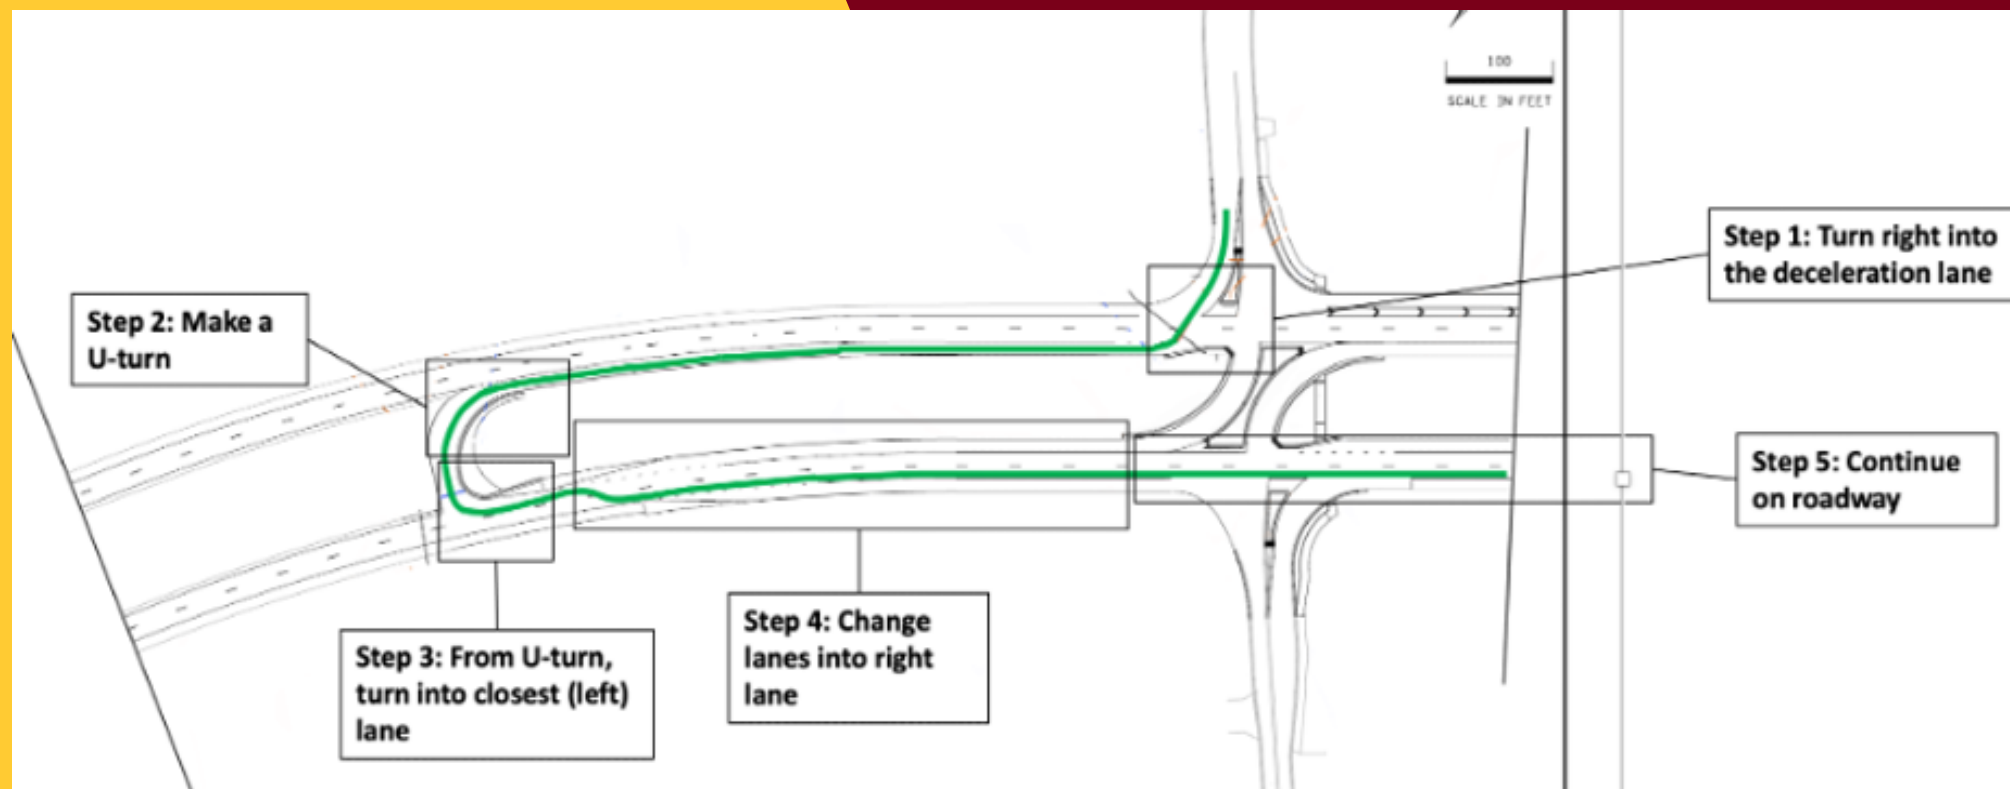 100
SCALE IN FEET
Step 1: Turn right into
the deceleration lane
Step 2: Make a
U-turn
Step 5: Continue
on roadway
Step 4: Change
lanes into right
lane
Step 3: From U-turn,
turn into closest (left)
lane